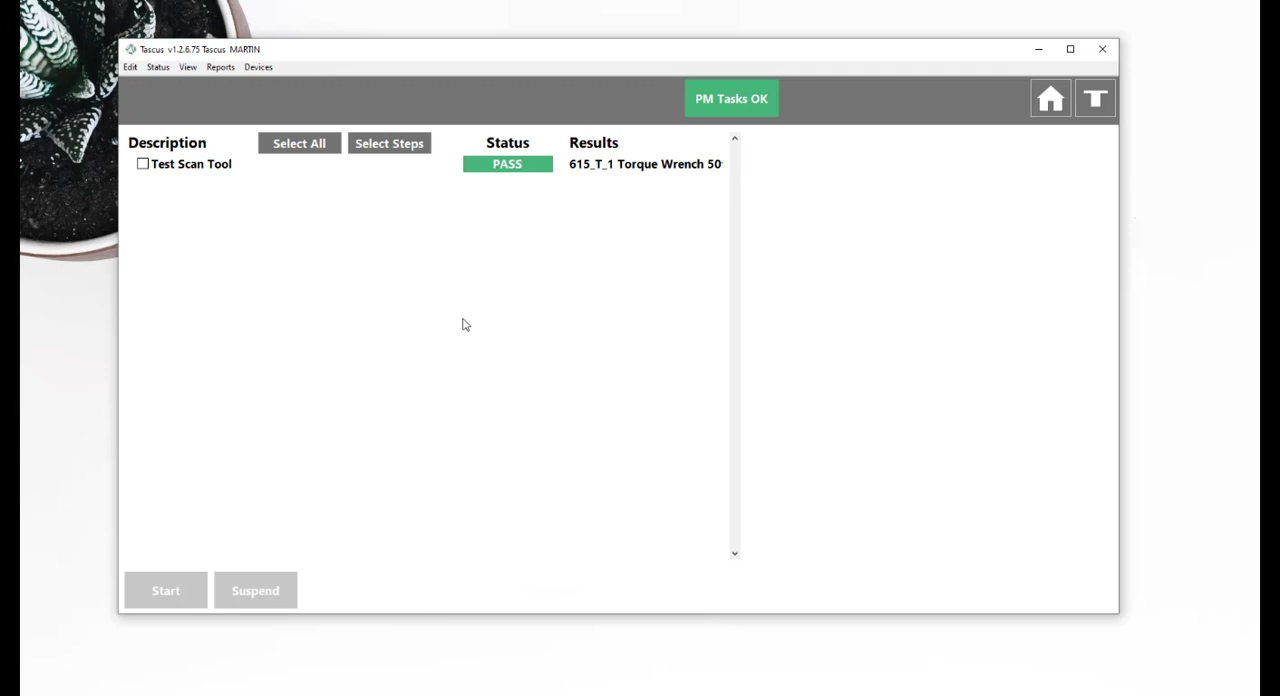 Tascus v1.2.6.75 Tascus MARTIN
Edit Status View Reports Devices
PM Tasks OK
Description Select All Select Steps Status Results
Test Scan Tool PASS 615_T_1 Torque Wrench 50
Start Suspend